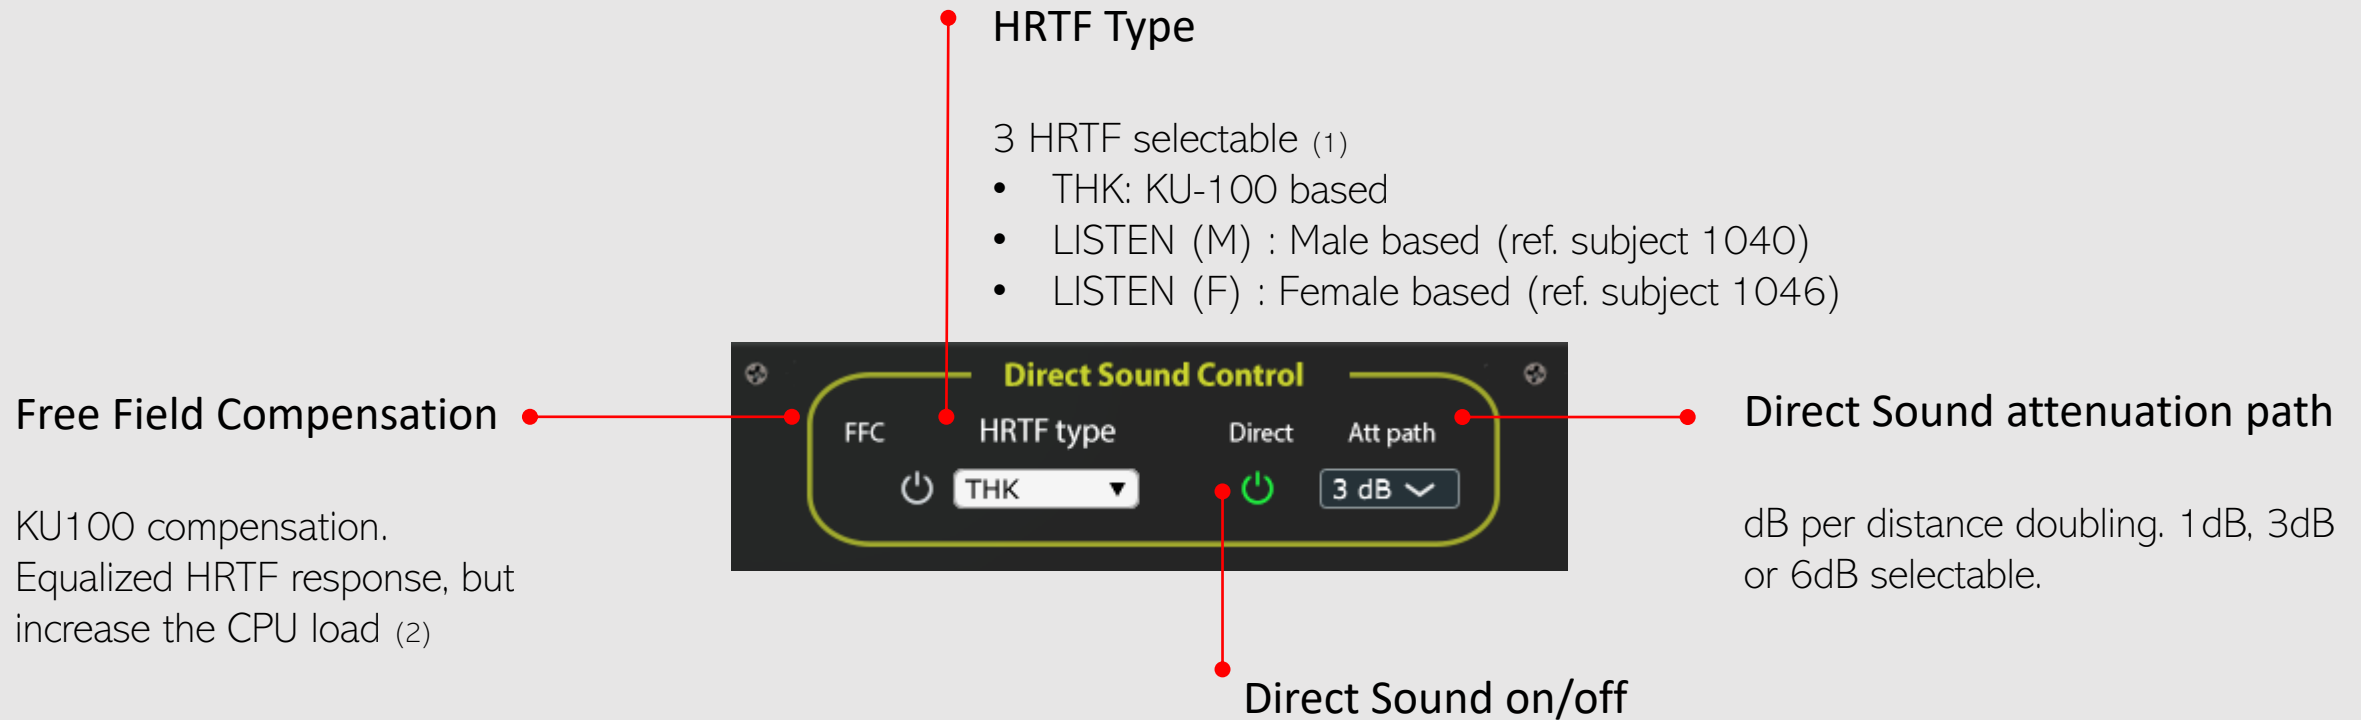 HRTF Type
3 HRTF selectable (1)
• THK: KU-100 based
• LISTEN (M) : Male based (ref. subject 1040)
• LISTEN (F) : Female based (ref. subject 1046)
Free Field Compensation
KU100 compensation.
Equalized HRTF response, but
increase the CPU load (2)
Direct Sound Control
FFC HRTF type Direct Att path
THK 3 dB
Direct Sound attenuation path
dB per distance doubling. 1dB, 3dB
or 6dB selectable.
Direct Sound on/off